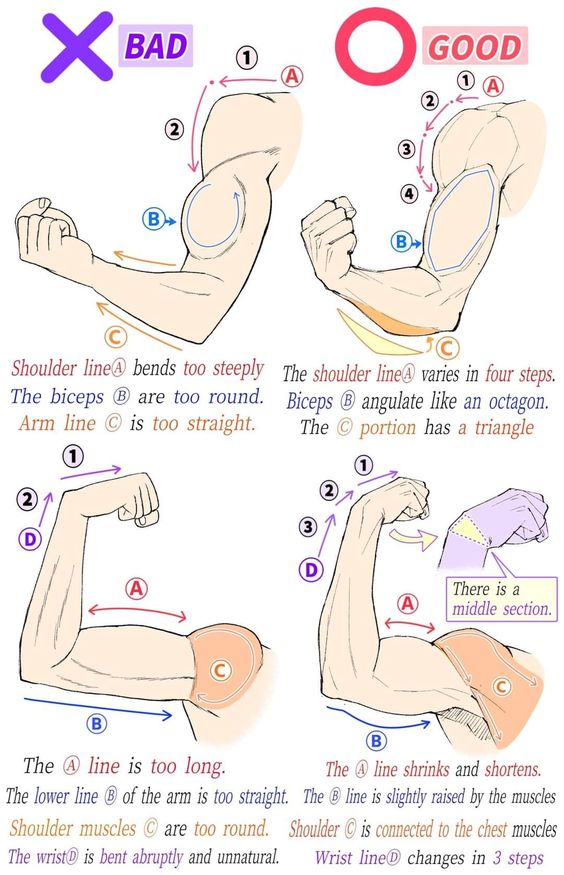 BAD
GOOD
1
A
2
B
C
1
A
2
3
4
B
C
Shoulder lineⒶ bends too steeply
The biceps Ⓑ are too round.
Arm line Ⓒ is too straight.
The shoulder lineⒶ varies in four steps.
Biceps Ⓑ angulate like an octagon.
The Ⓒ portion has a triangle
1
2
D
A
C
B
1
2
3
D
A
C
B
There is a
middle section.
The Ⓐ line is too long.
The lower line Ⓑ of the arm is too straight.
Shoulder muscles Ⓒ are too round.
The wristⒹ is bent abruptly and unnatural.
The Ⓐ line shrinks and shortens.
The Ⓑ line is slightly raised by the muscles
Shoulder Ⓒ is connected to the chest muscles
Wrist lineⒹ changes in 3 steps